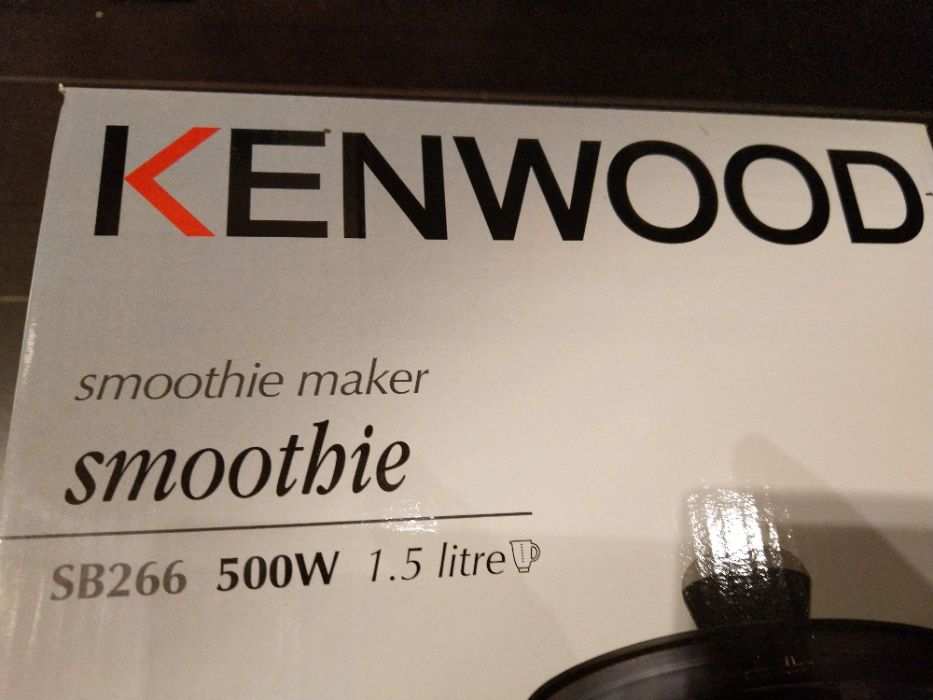 KENWOOD
smoothie maker
smoothie
SB266 500W 1.5 litre